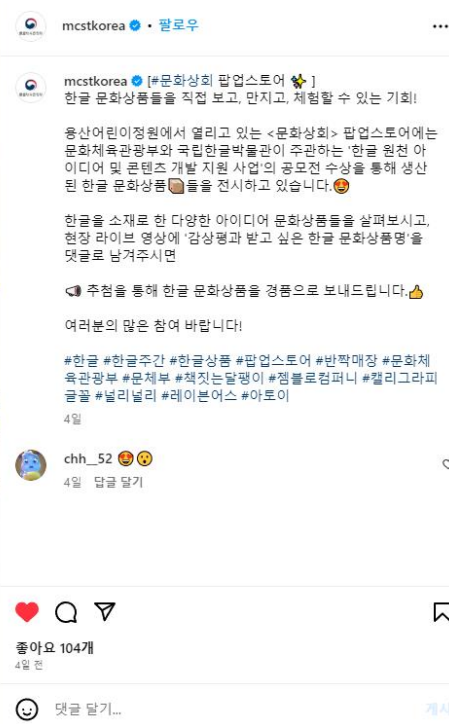 mcstkorea • 팔로우
mcstkorea [#문화상회 팝업스토어 ✨ ]
한글 문화상품들을 직접 보고, 만지고, 체험할 수 있는 기회!
용산어린이정원에서 열리고 있는 <문화상회> 팝업스토어에는
문화체육관광부와 국립한글박물관이 주관하는 '한글 원천 아
이디어 및 콘텐츠 개발 지원 사업'의 공모전 수상을 통해 생산
된 한글 문화상품📦들을 전시하고 있습니다.😍
한글을 소재로 한 다양한 아이디어 문화상품들을 살펴보시고,
현장 라이브 영상에 '감상평과 받고 싶은 한글 문화상품명'을
댓글로 남겨주시면
📢 추첨을 통해 한글 문화상품을 경품으로 보내드립니다.👍
여러분의 많은 참여 바랍니다!
#한글 #한글주간 #한글상품 #팝업스토어 #반짝매장 #문화체
육관광부 #문체부 #책짓는달팽이 #젬블로컴퍼니 #캘리그라피
글꼴 #널리널리 #레이븐어스 #아토이
4일
chh__52 😍😮
4일 답글 달기
좋아요 104개
4일 전
댓글 달기...
게시